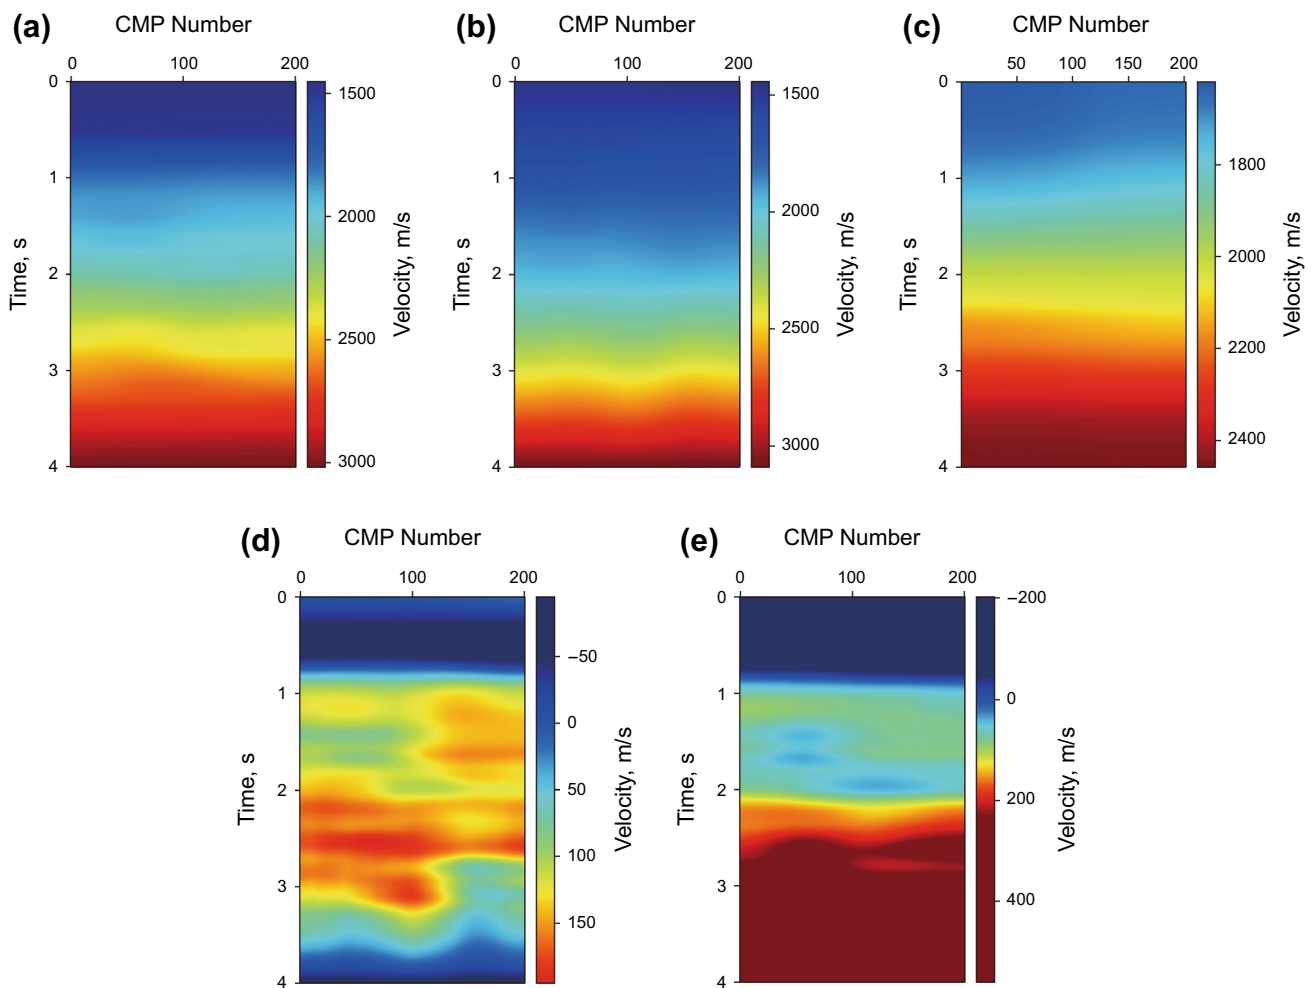 (a) CMP Number
0 100 200
0
1
2
3
4
Time, s
1500
2000
2500
3000
Velocity, m/s
(b) CMP Number
0 100 200
0
1
2
3
4
Time, s
1500
2000
2500
3000
Velocity, m/s
(c) CMP Number
50 100 150 200
0
1
2
3
4
Time, s
1800
2000
2200
2400
Velocity, m/s
(d) CMP Number
0 100 200
0
1
2
3
4
Time, s
−50
0
50
100
150
Velocity, m/s
(e) CMP Number
0 100 200
0
1
2
3
4
Time, s
−200
0
200
400
Velocity, m/s